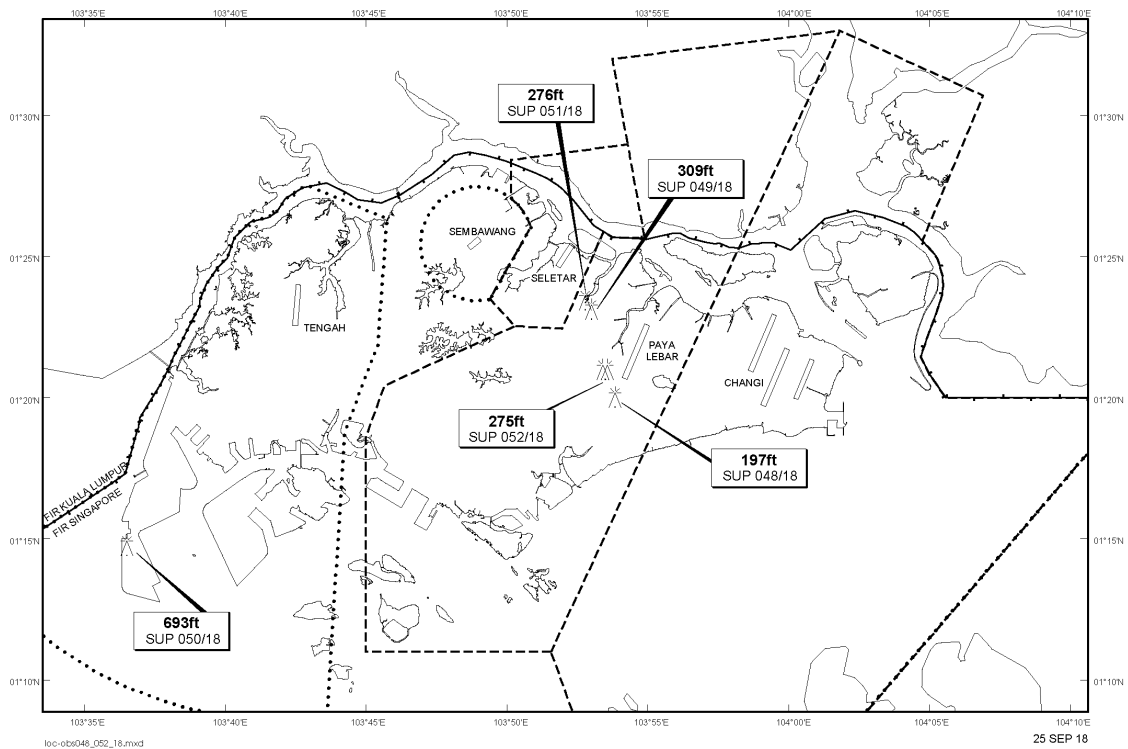 103°35'E 103°40'E 103°45'E 103°50'E 103°55'E 104°00'E 104°05'E 104°10'E
276ft
SUP 051/18
01°30'N
01°30'N
309ft
SUP 049/18
SEMBAWANG
01°25'N
01°25'N
SELETAR
TENGAH
PAYA
LEBAR
CHANGI
01°20'N
01°20'N
275ft
SUP 052/18
197ft
SUP 048/18
FIR KUALA LUMPUR
FIR SINGAPORE
01°15'N
01°15'N
693ft
SUP 050/18
01°10'N
01°10'N
103°35'E 103°40'E 103°45'E 103°50'E 103°55'E 104°00'E 104°05'E 104°10'E
loc-obs048_052_18.mxd
25 SEP 18